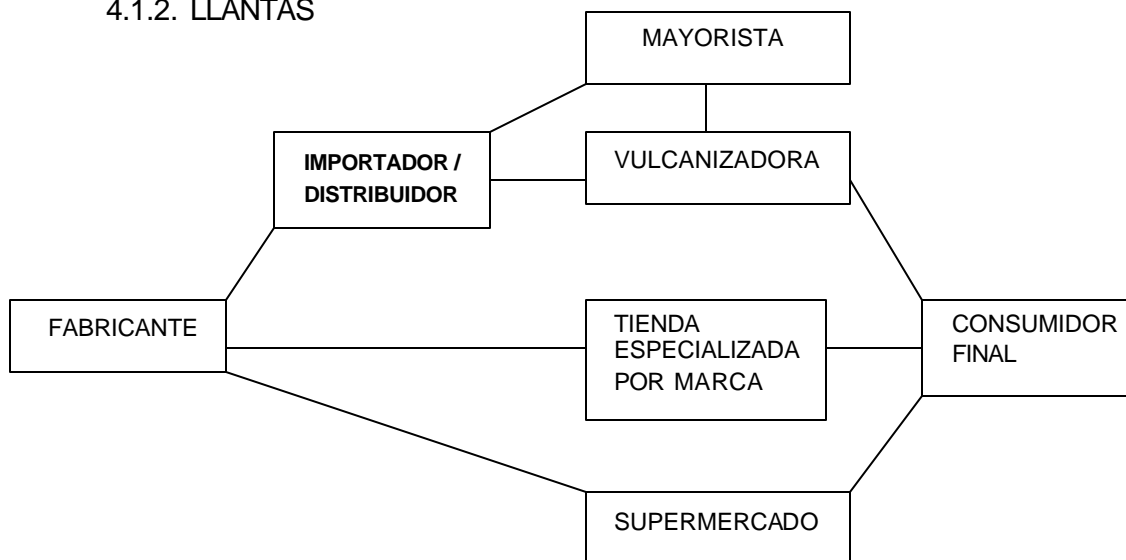 4.1.2. LLANTAS
MAYORISTA
IMPORTADOR /
DISTRIBUIDOR
VULCANIZADORA
FABRICANTE
TIENDA
ESPECIALIZADA
POR MARCA
CONSUMIDOR
FINAL
SUPERMERCADO